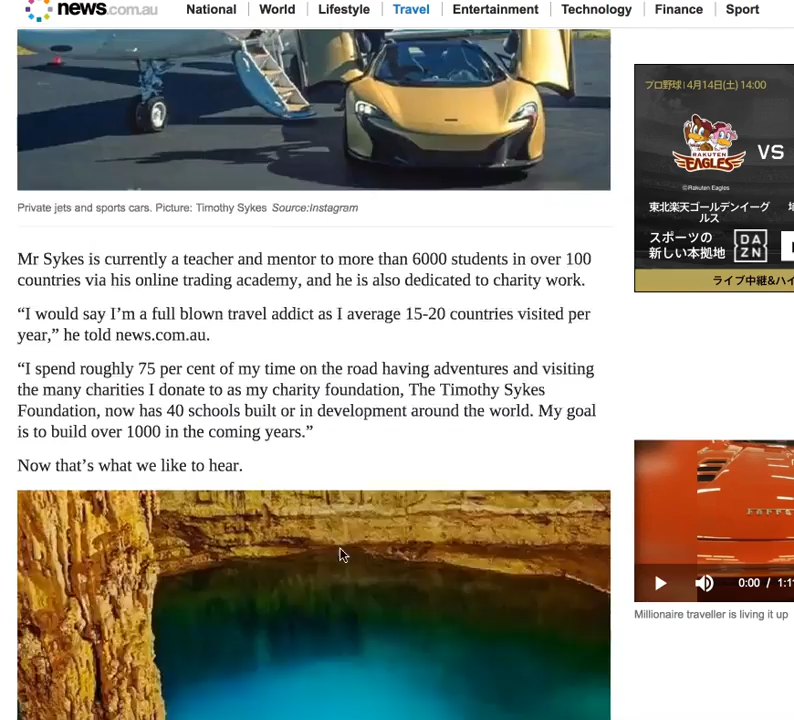 news.com.au
National
World
Lifestyle
Travel
Entertainment
Technology
Finance
Sport
Private jets and sports cars. Picture: Timothy Sykes Source:Instagram
Mr Sykes is currently a teacher and mentor to more than 6000 students in over 100
countries via his online trading academy, and he is also dedicated to charity work.
“I would say I’m a full blown travel addict as I average 15-20 countries visited per
year,” he told news.com.au.
“I spend roughly 75 per cent of my time on the road having adventures and visiting
the many charities I donate to as my charity foundation, The Timothy Sykes
Foundation, now has 40 schools built or in development around the world. My goal
is to build over 1000 in the coming years.”
Now that’s what we like to hear.
プロ野球 | 4月14日(土) 14:00
RAKUTEN
EAGLES
VS
©Rakuten Eagles
東北楽天ゴールデンイーグ
ルス
スポーツの
新しい本拠地
DA
ZN
ライブ中継&ハイ
0:00 / 1:1
Millionaire traveller is living it up